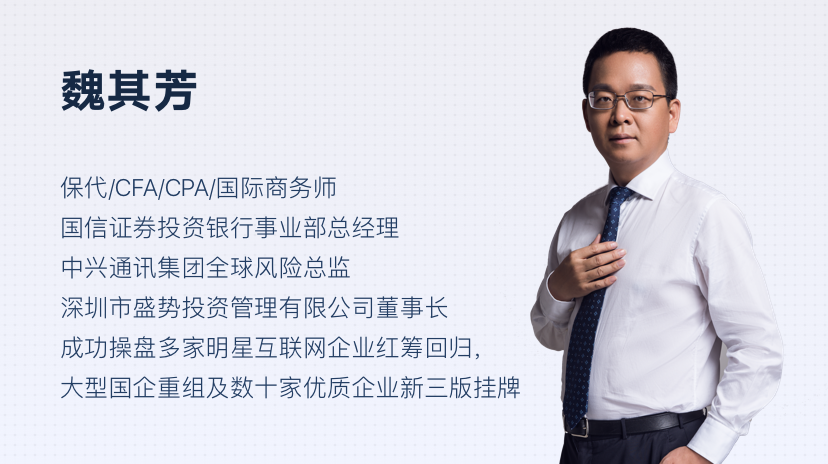 魏其芳
保代/CFA/CPA/国际商务师
国信证券投资银行事业部总经理
中兴通讯集团全球风险总监
深圳市盛势投资管理有限公司董事长
成功操盘多家明星互联网企业红筹回归,
大型国企重组及数十家优质企业新三版挂牌